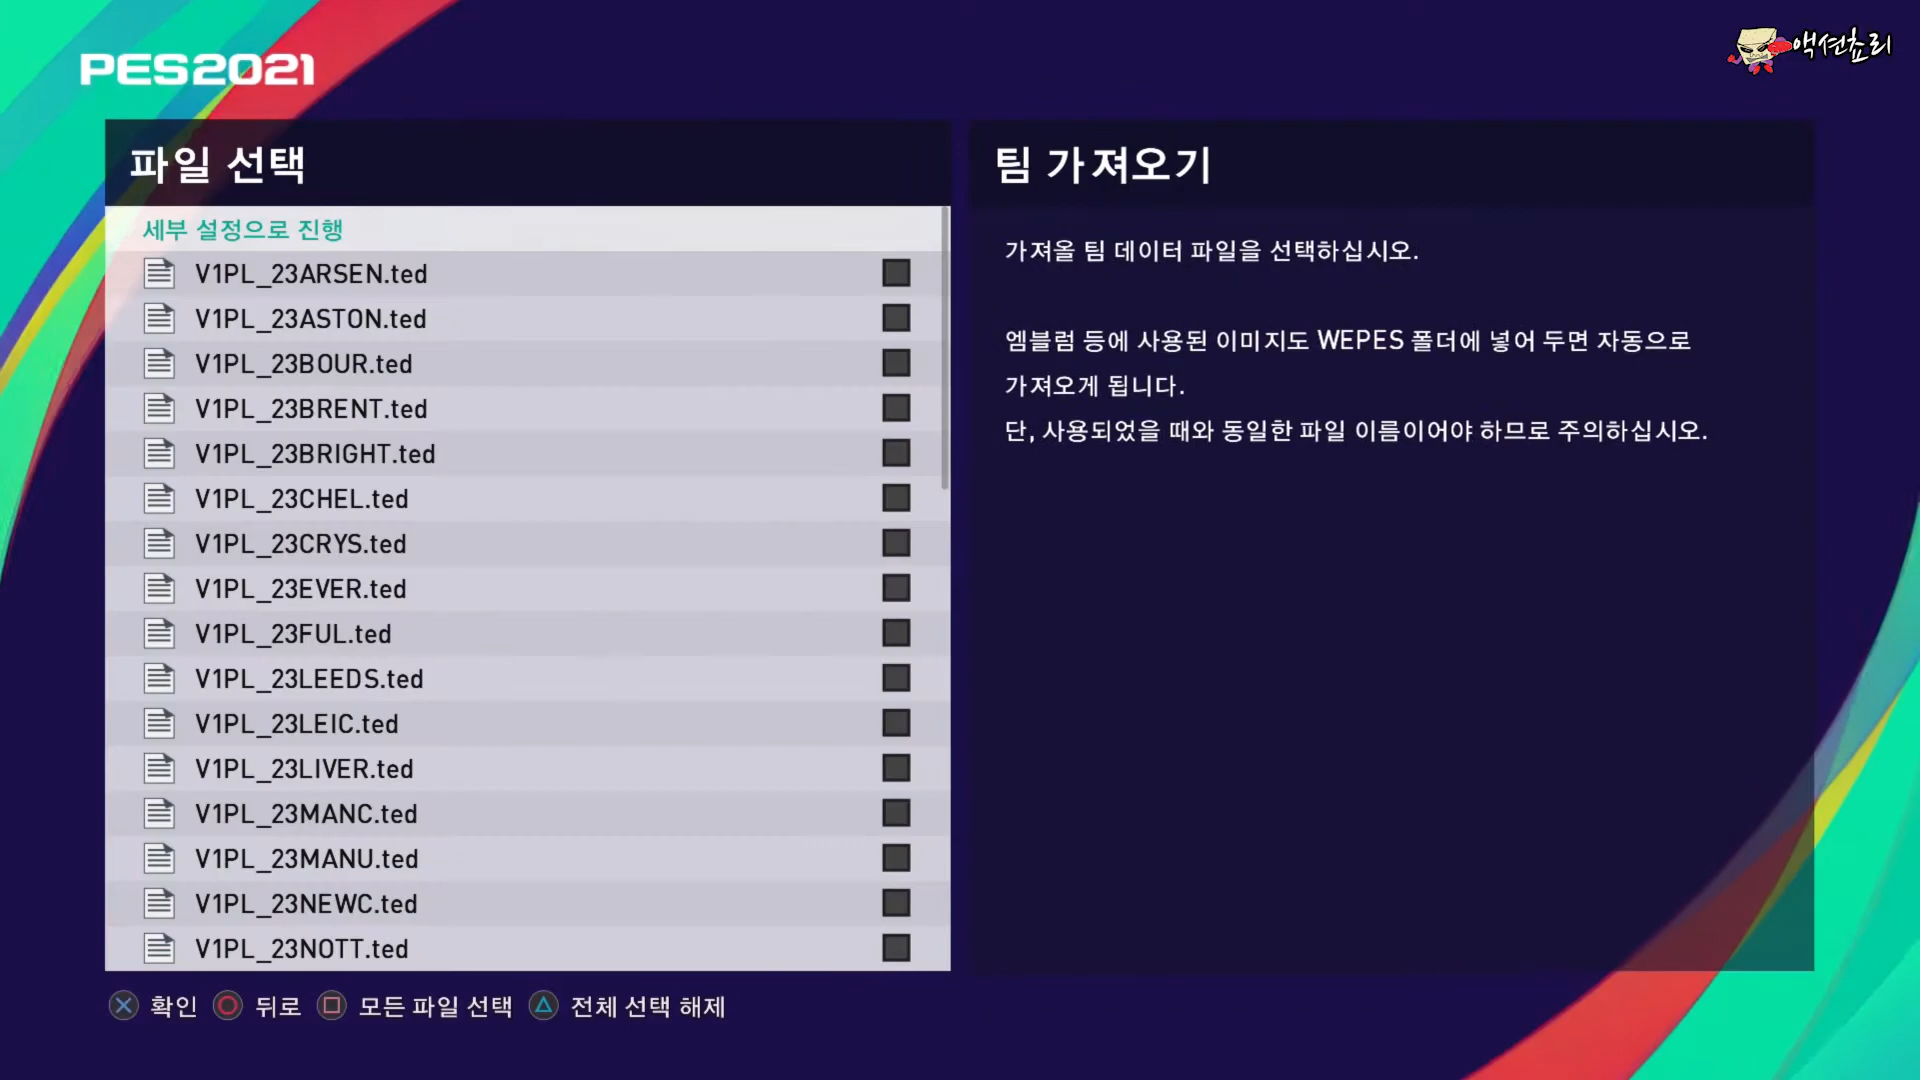 PES2021
액션쵸리
파일 선택
세부 설정으로 진행
V1PL_23ARSEN.ted
V1PL_23ASTON.ted
V1PL_23BOUR.ted
V1PL_23BRENT.ted
V1PL_23BRIGHT.ted
V1PL_23CHEL.ted
V1PL_23CRYS.ted
V1PL_23EVER.ted
V1PL_23FUL.ted
V1PL_23LEEDS.ted
V1PL_23LEIC.ted
V1PL_23LIVER.ted
V1PL_23MANC.ted
V1PL_23MANU.ted
V1PL_23NEWC.ted
V1PL_23NOTT.ted
팀 가져오기
가져올 팀 데이터 파일을 선택하십시오.
엠블럼 등에 사용된 이미지도 WEPES 폴더에 넣어 두면 자동으로
가져오게 됩니다.
단, 사용되었을 때와 동일한 파일 이름이어야 하므로 주의하십시오.
확인 뒤로 모든 파일 선택 전체 선택 해제